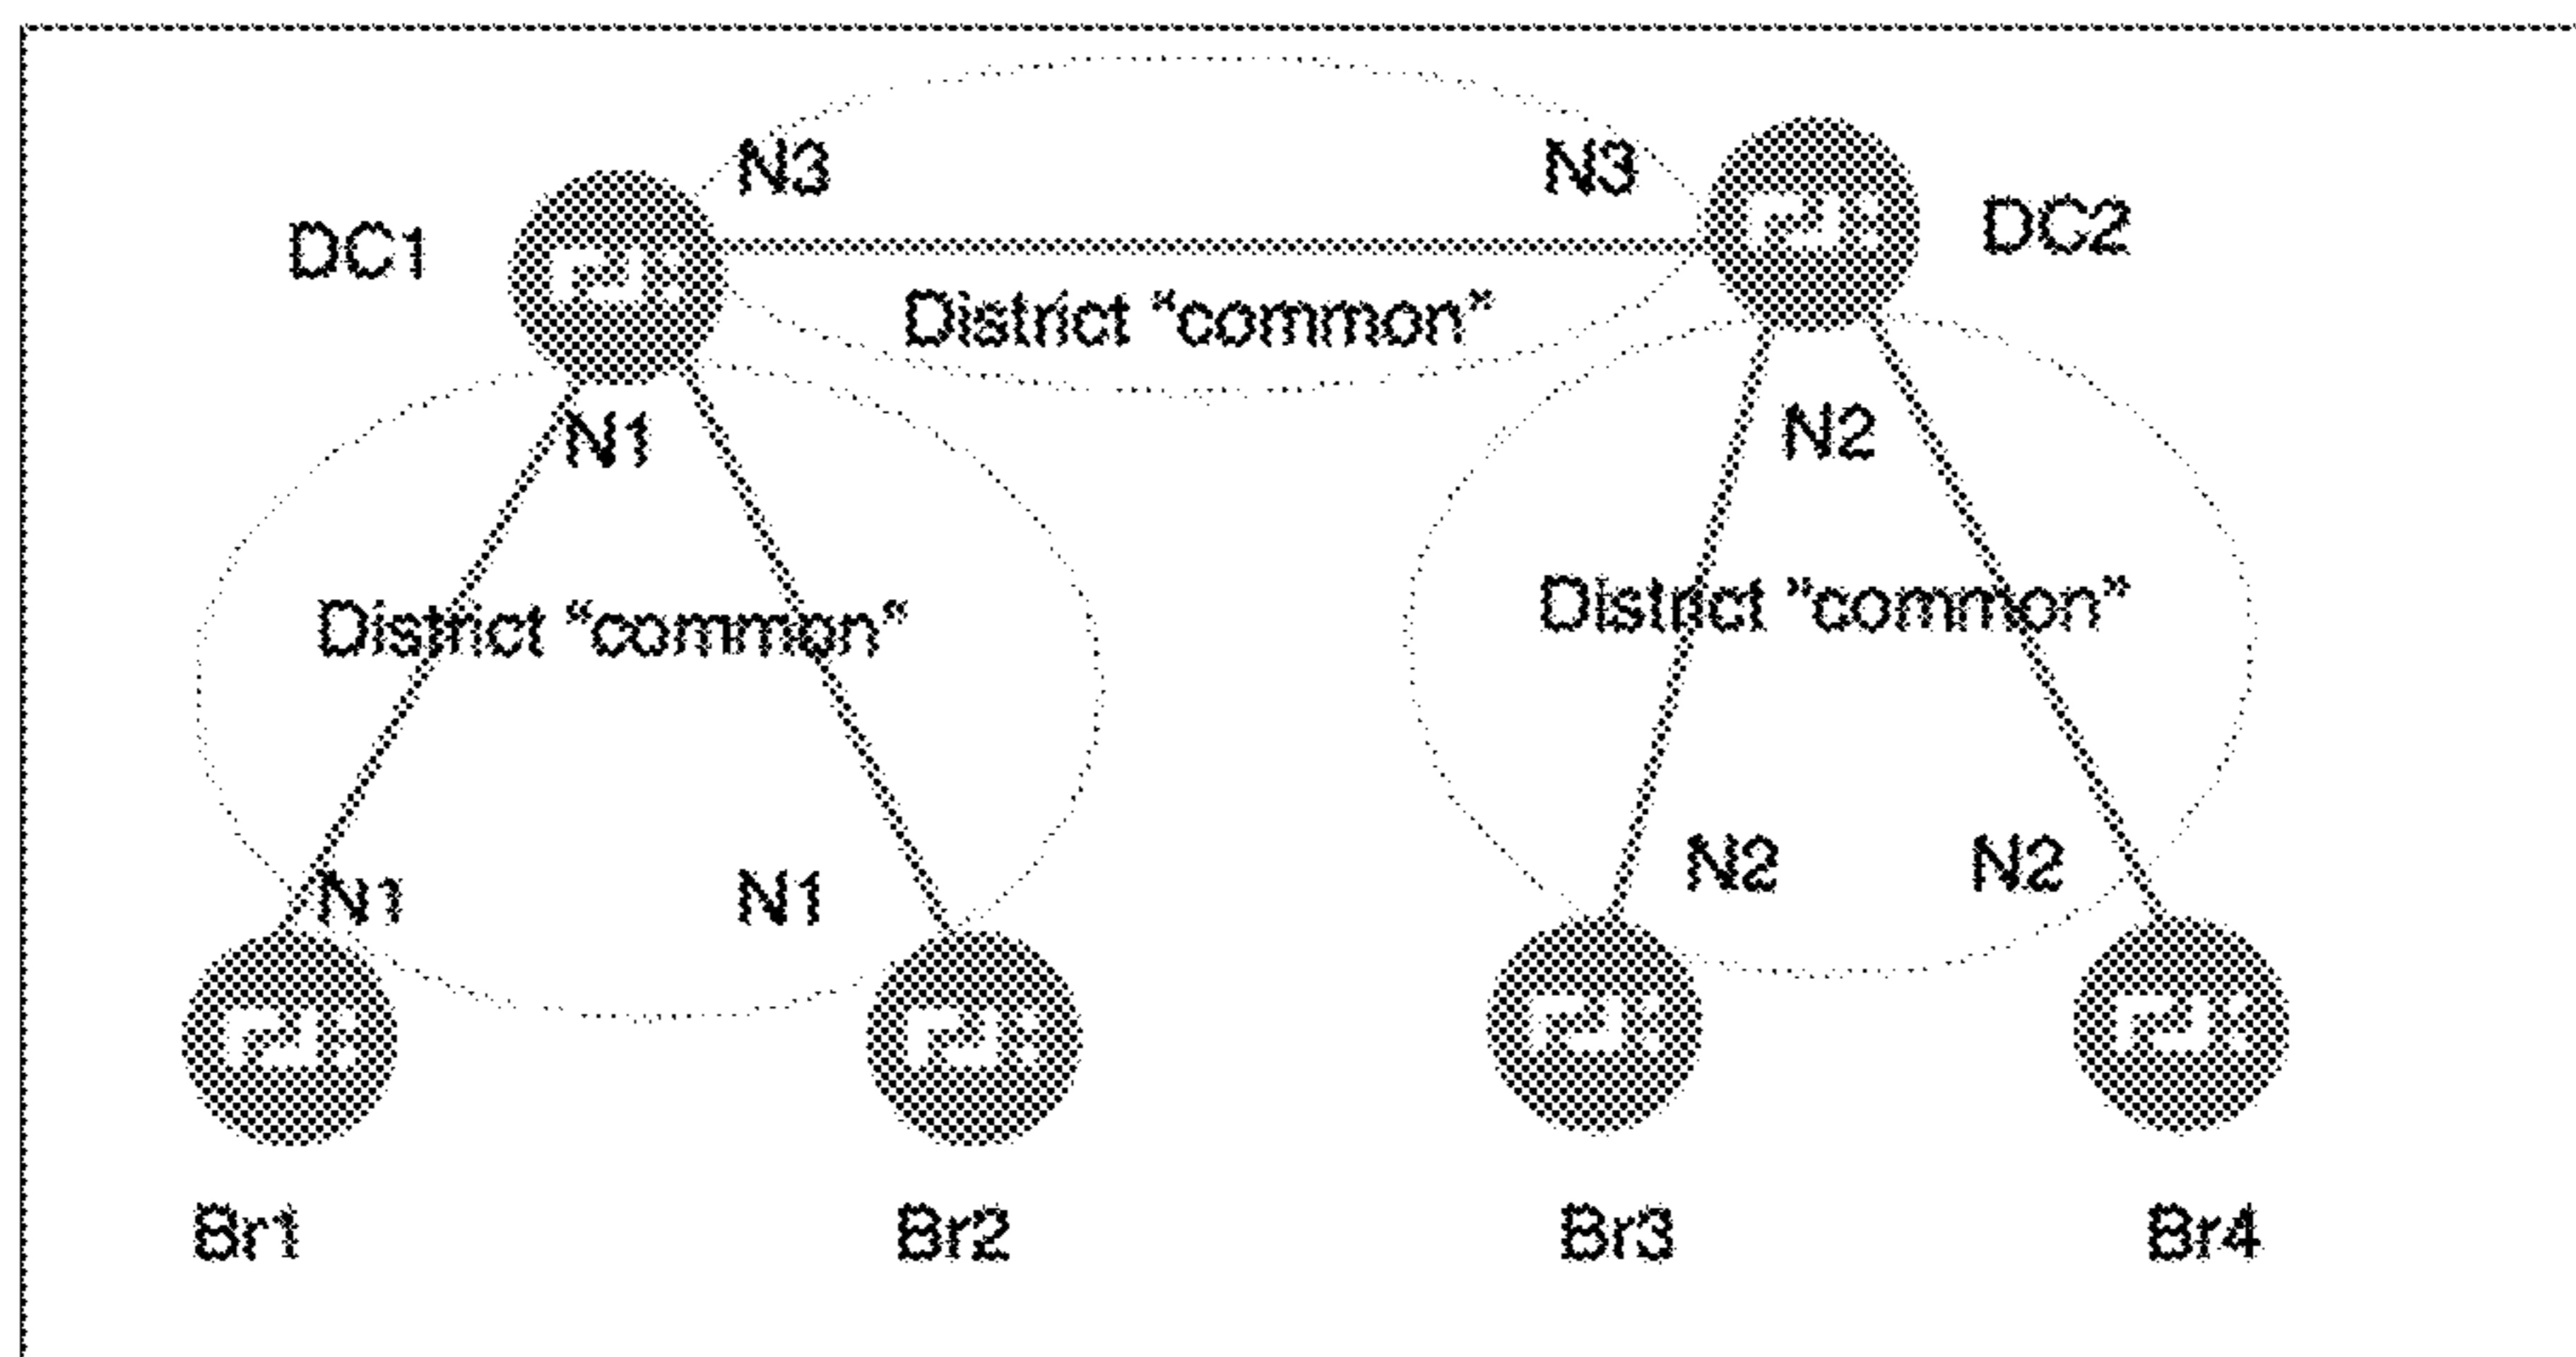 N3 N3
DC1 DC2
District “common”
N1 N2
District “common“ District ”common”
N1 N1 N2 N2
Br1 Br2 Br3 Br4